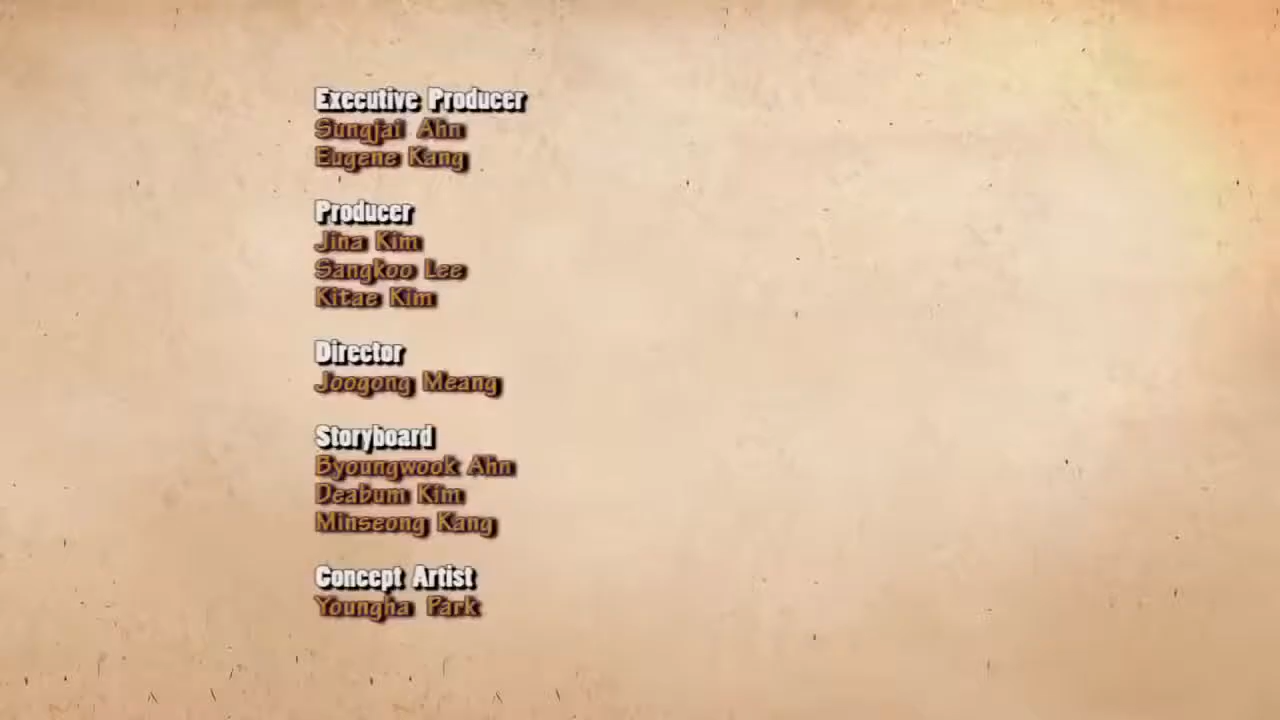 Executive Producer
Sungjai Ahn
Eugene Kang
Producer
Jina Kim
Sangkoo Lee
Kitae Kim
Director
Joogong Meang
Storyboard
Byoungwook Ahn
Deabum Kim
Minseong Kang
Concept Artist
Youngha Park